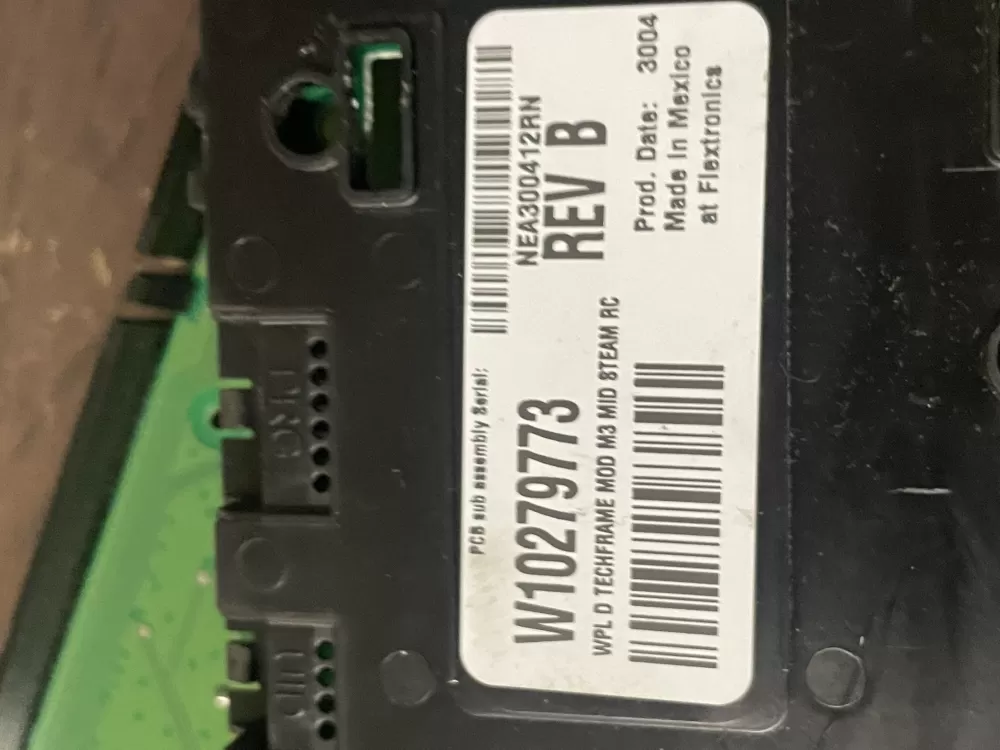 PCB sub assembly Serial:
NEA300412RN
W10279773 REV B
WPL D TECHFRAME MOD M3 MID STEAM RC
Prod. Date: 3004
Made In Mexico
at Flextronics